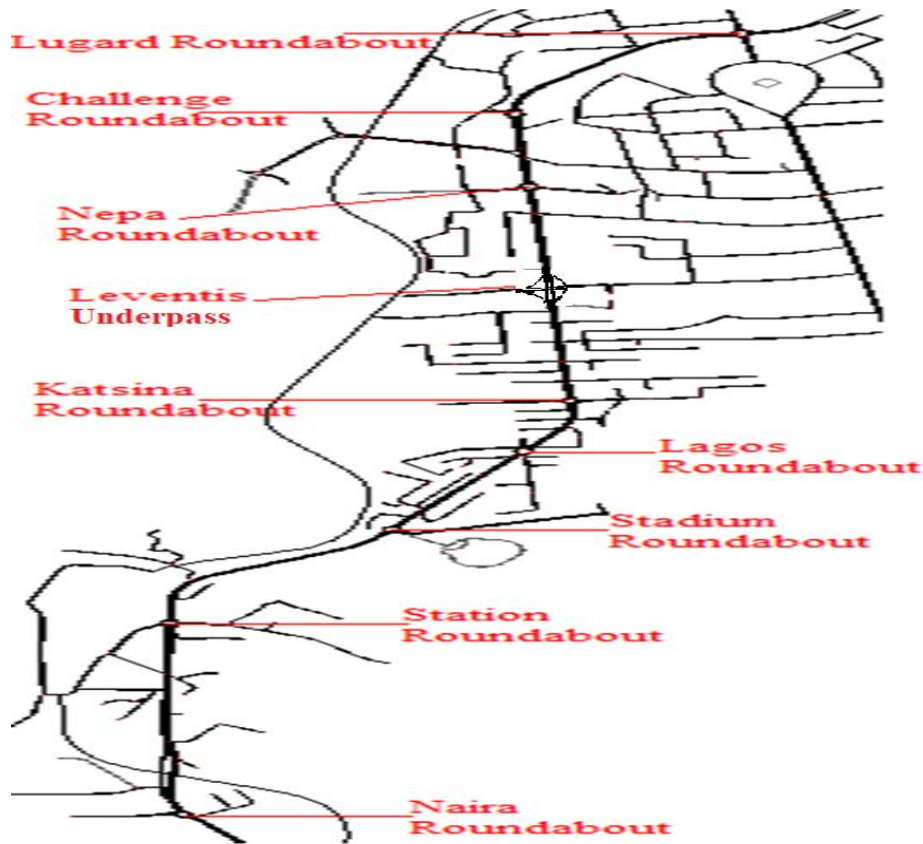 Lugard Roundabout
Challenge
Roundabout
Nepa
Roundabout
Leventis
Underpass
Katsina
Roundabout
Lagos
Roundabout
Stadium
Roundabout
Station
Roundabout
Naira
Roundabout